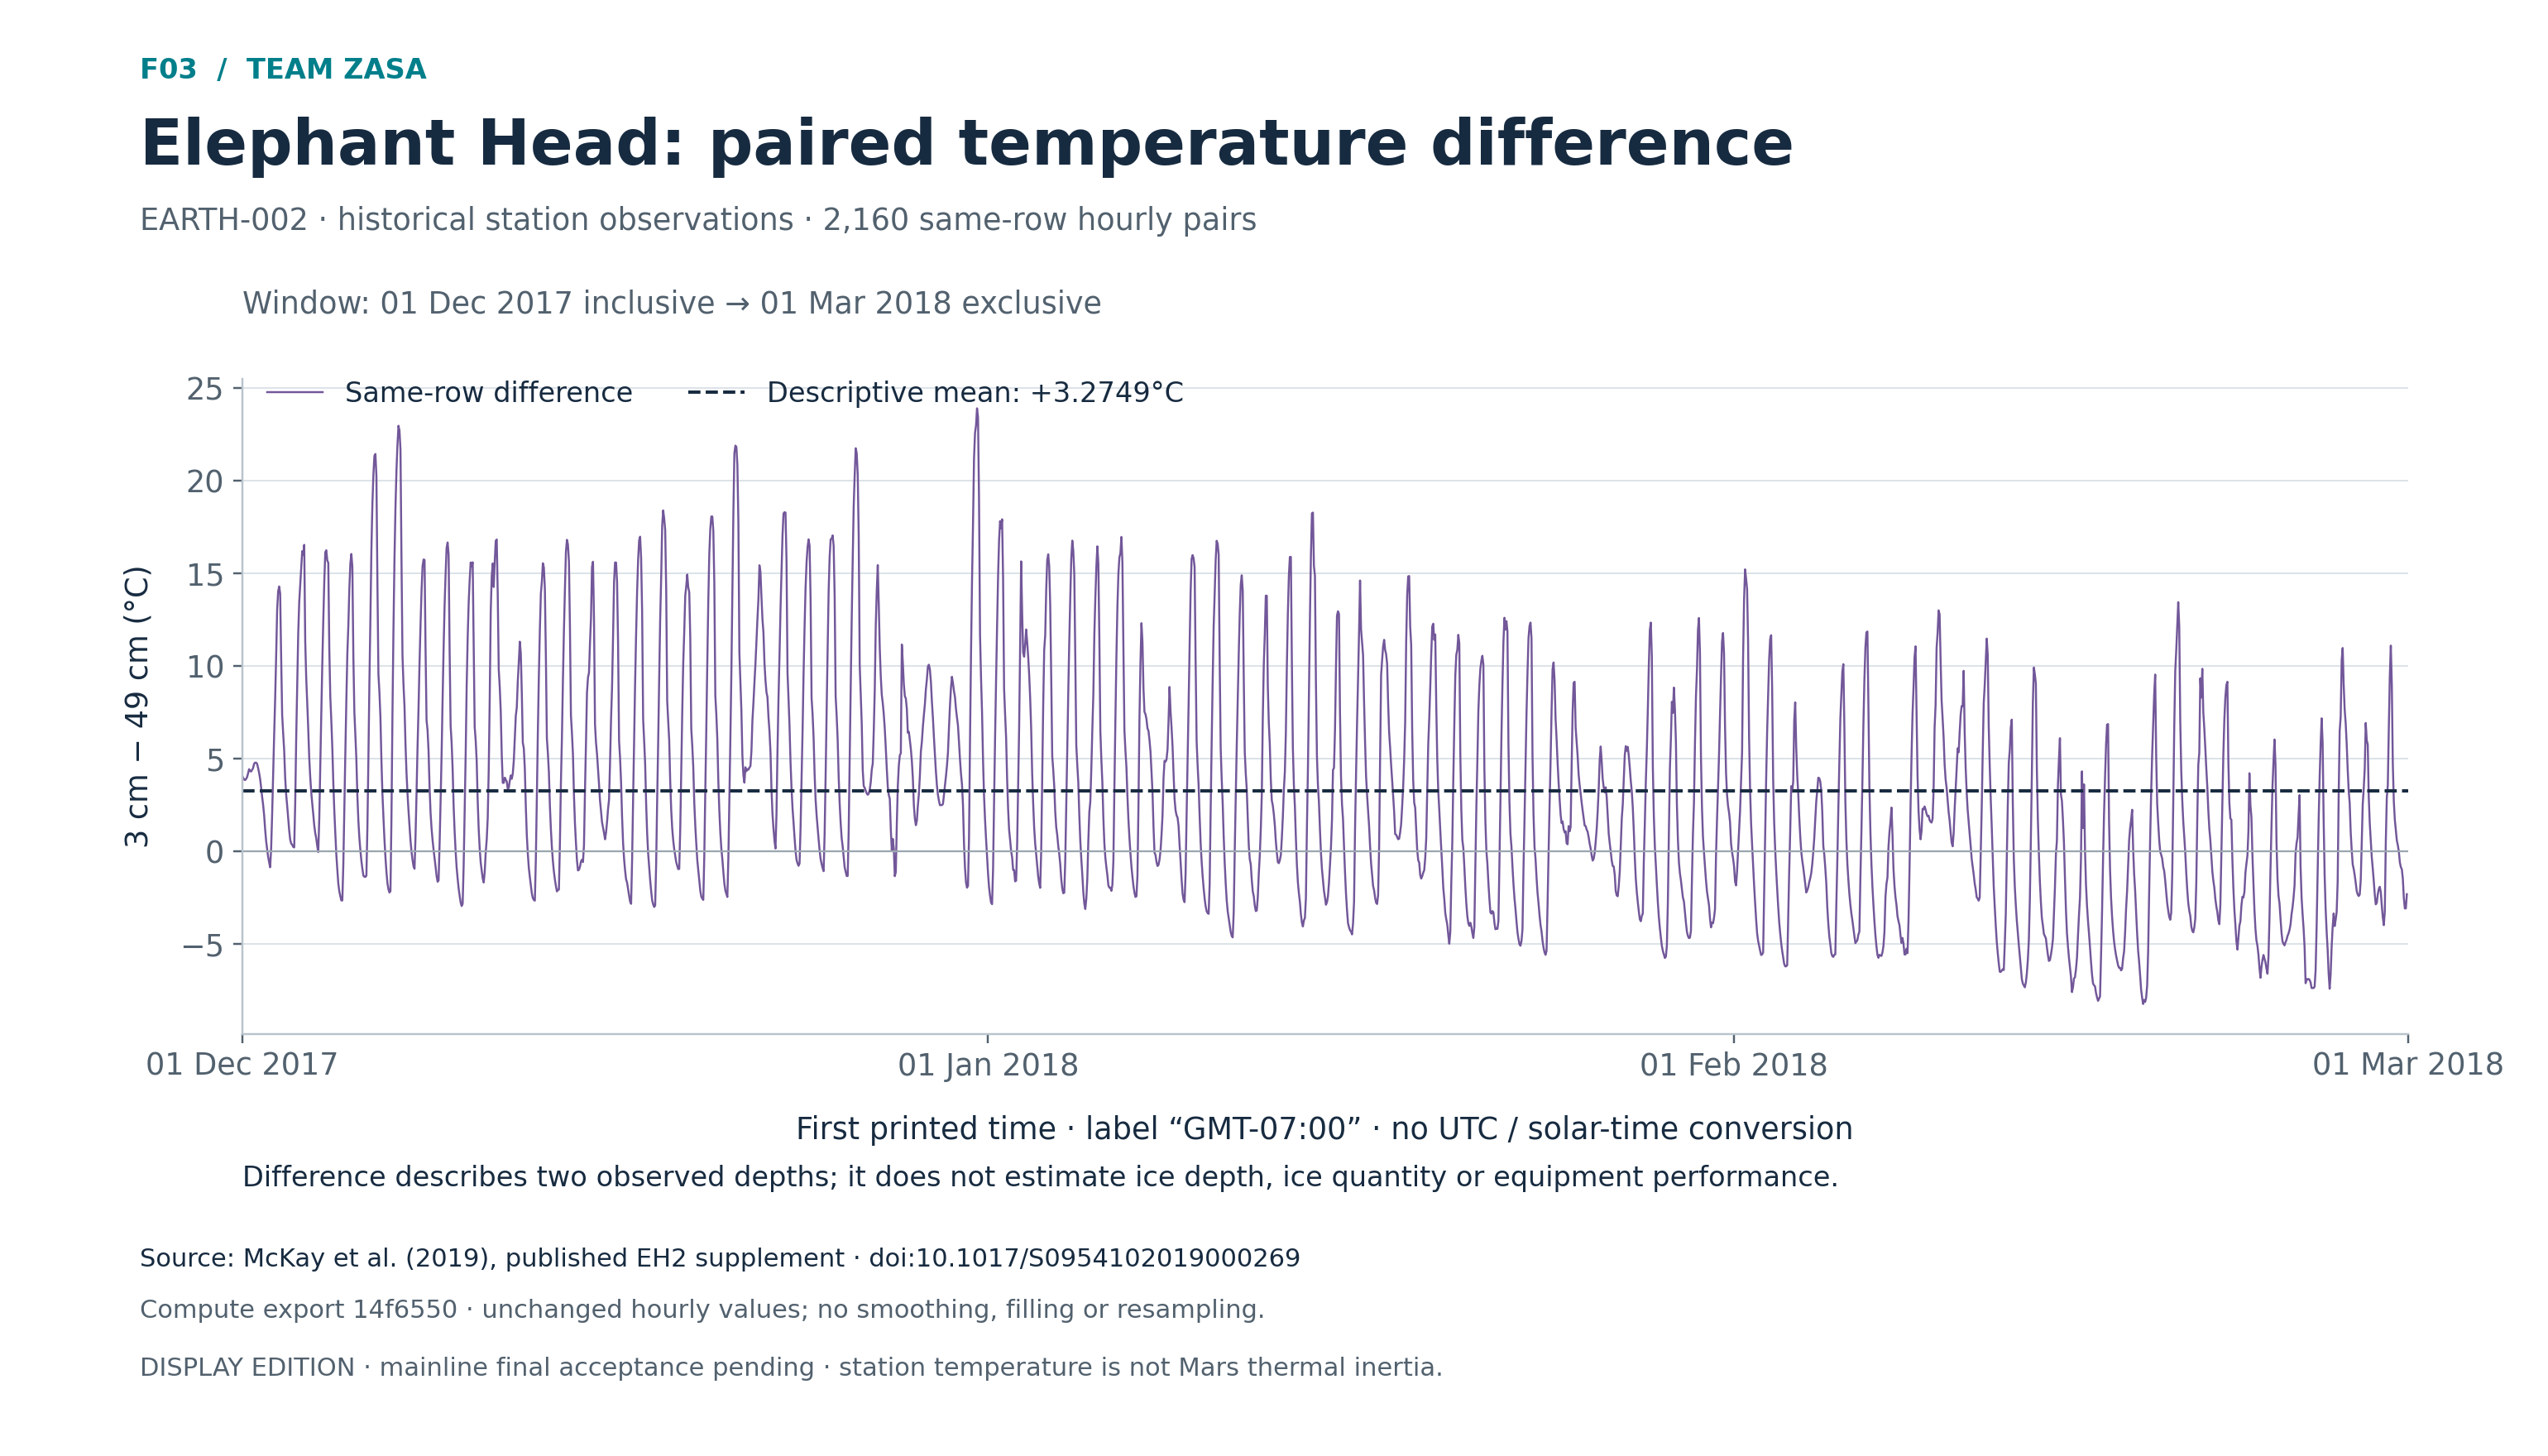 F03 / TEAM ZASA
Elephant Head: paired temperature difference
EARTH-002 · historical station observations · 2,160 same-row hourly pairs
Window: 01 Dec 2017 inclusive → 01 Mar 2018 exclusive
Same-row difference
Descriptive mean: +3.2749°C
25
20
15
10
5
0
−5
3 cm − 49 cm (°C)
01 Dec 2017
01 Jan 2018
01 Feb 2018
01 Mar 2018
First printed time · label “GMT-07:00” · no UTC / solar-time conversion
Difference describes two observed depths; it does not estimate ice depth, ice quantity or equipment performance.
Source: McKay et al. (2019), published EH2 supplement · doi:10.1017/S0954102019000269
Compute export 14f6550 · unchanged hourly values; no smoothing, filling or resampling.
DISPLAY EDITION · mainline final acceptance pending · station temperature is not Mars thermal inertia.